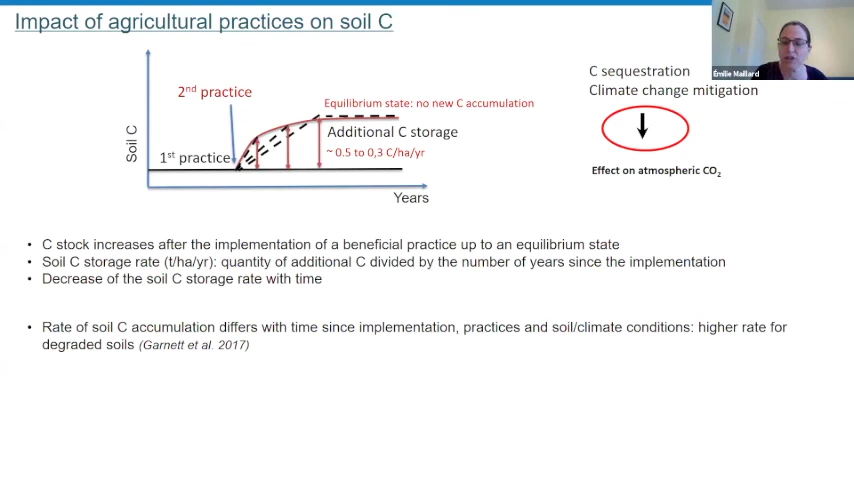 Impact of agricultural practices on soil C
Émilie Maillard
2nd practice
Equilibrium state: no new C accumulation
Additional C storage
~ 0.5 to 0,3 C/ha/yr
1st practice
Soil C
Years
C sequestration
Climate change mitigation
Effect on atmospheric CO2
• C stock increases after the implementation of a beneficial practice up to an equilibrium state
• Soil C storage rate (t/ha/yr): quantity of additional C divided by the number of years since the implementation
• Decrease of the soil C storage rate with time
• Rate of soil C accumulation differs with time since implementation, practices and soil/climate conditions: higher rate for
degraded soils (Garnett et al. 2017)